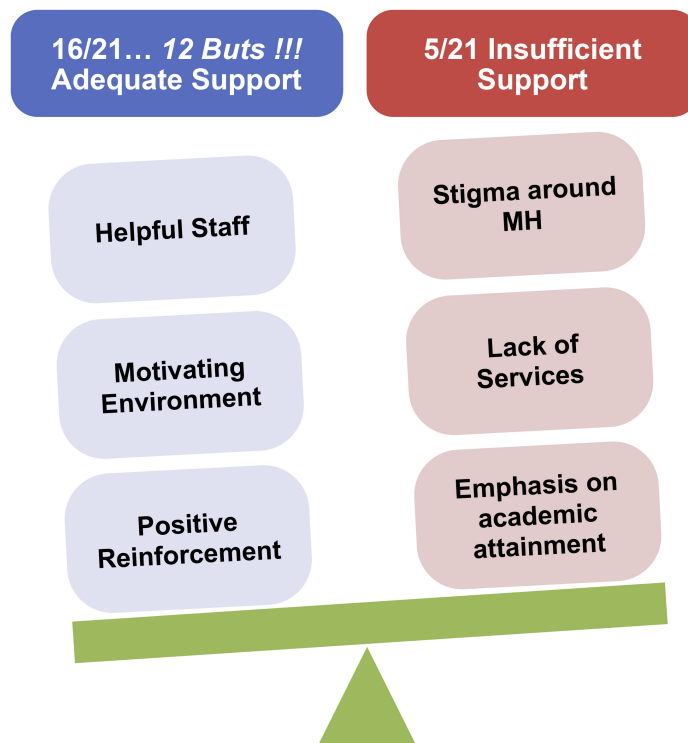 16/21… 12 Buts !!!
Adequate Support
5/21 Insufficient
Support
Helpful Staff
Motivating
Environment
Positive
Reinforcement
Stigma around
MH
Lack of
Services
Emphasis on
academic
attainment